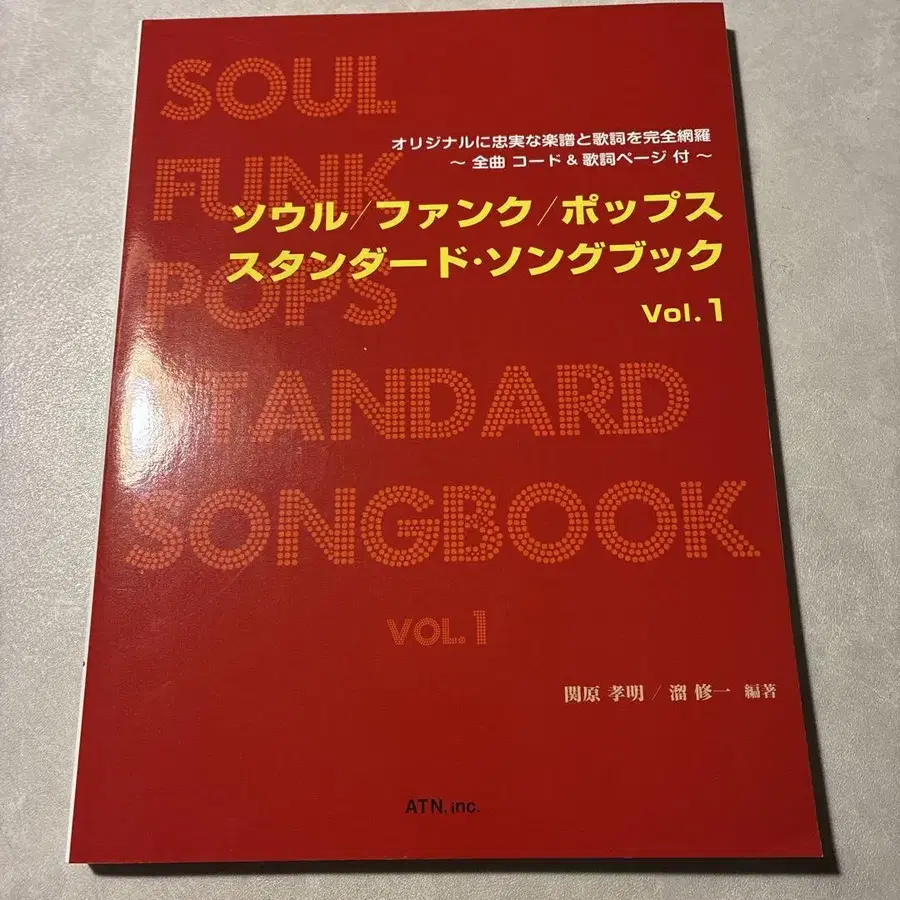 SOUL
オリジナルに忠実な楽譜と歌詞を完全網羅
～ 全曲 コード & 歌詞ページ 付 ～
FUNK
ソウル/ファンク/ポップス
スタンダード・ソングブック
POPS
Vol. 1
STANDARD
SONGBOOK
VOL.1
関原 孝明 / 溜 修一 編著
ATN, inc.